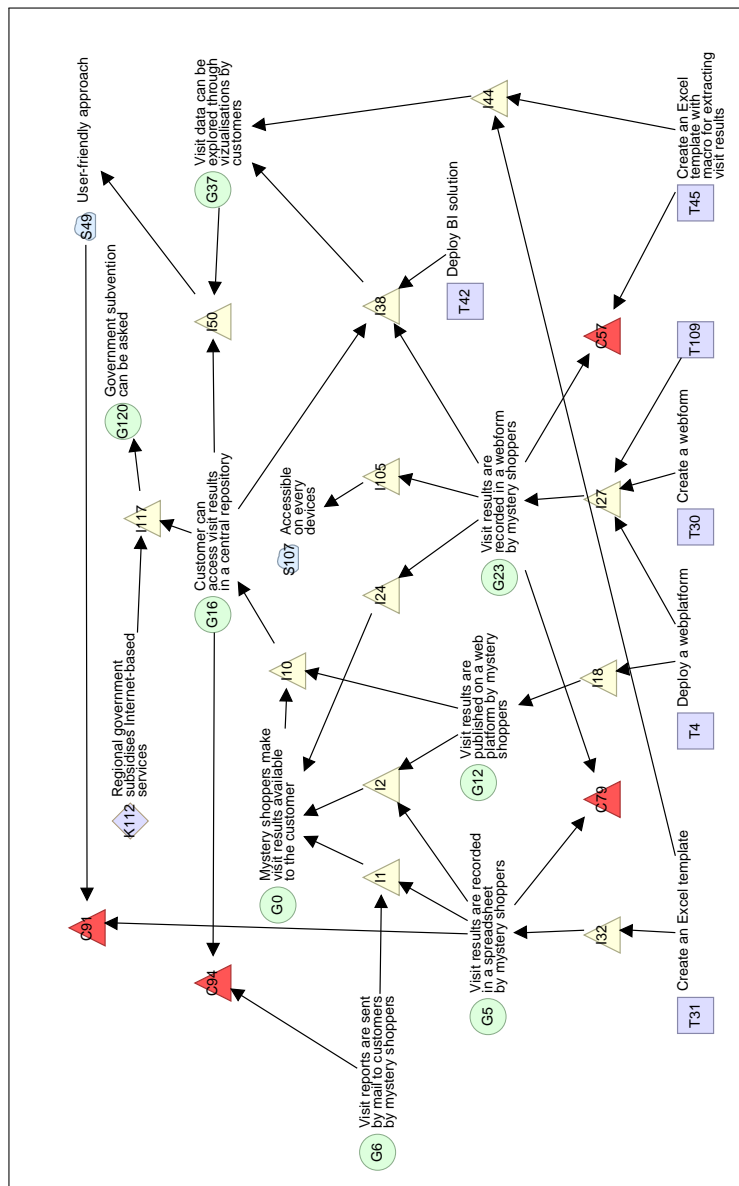 C91
S49
User-friendly approach
K112
Regional government
subsidises Internet-based
services
I117
G120
Government subvention
can be asked
C94
G16
Customer can
access visit results
in a central repository
I50
G37
Visit data can be
explored through
vizualisations by
customers
G0
Mystery shoppers make
visit results available
to the customer
I10
S107
Accessible
on every
devices
G6
Visit reports are sent
by mail to customers
by mystery shoppers
I1
I2
I24
I105
I38
T42
Deploy BI solution
I44
G5
Visit results are recorded
in a spreadsheet
by mystery shoppers
G12
Visit results are
published on a web
platform by mystery
shoppers
G23
Visit results are
recorded in a webform
by mystery shoppers
I32
C79
I18
I27
C57
T31
Create an Excel template
T4
Deploy a webplatform
T30
Create a webform
T109
T45
Create an Excel
template with
macro for extracting
visit results